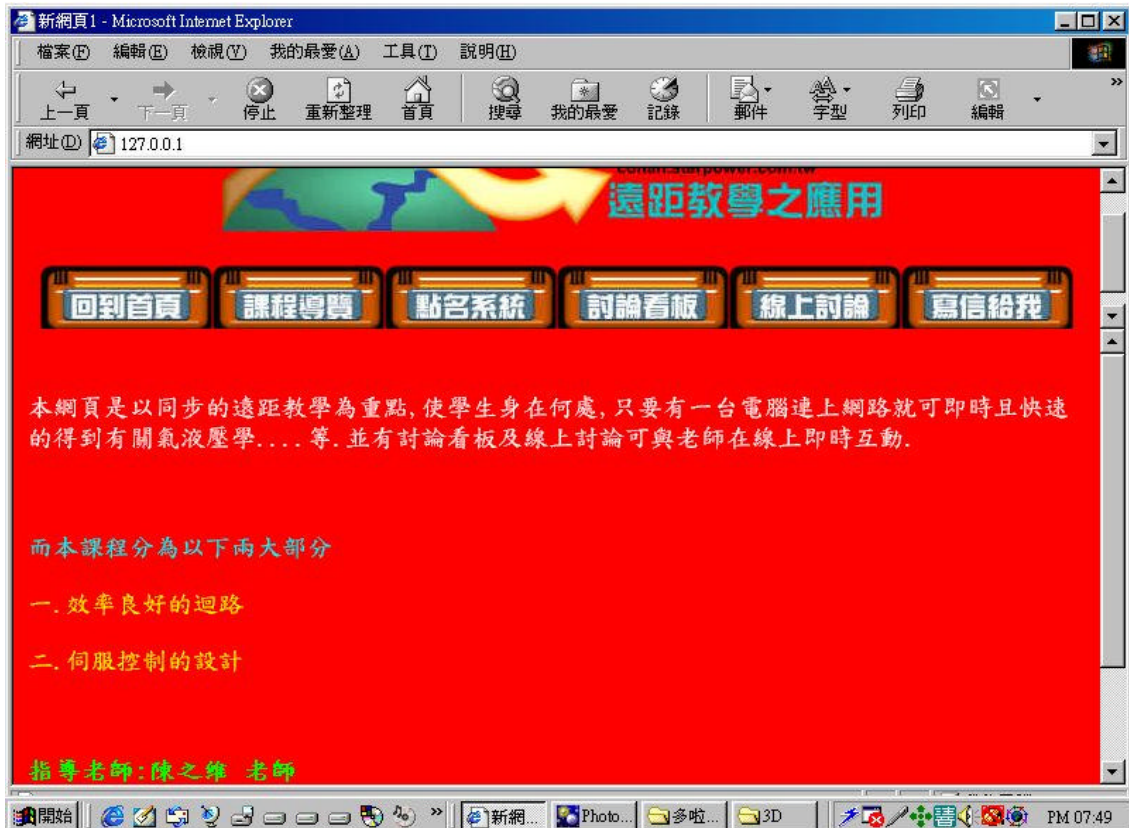 新網頁1 - Microsoft Internet Explorer
檔案(F) 編輯(E) 檢視(V) 我的最愛(A) 工具(T) 說明(H)
上一頁 下一頁 停止 重新整理 首頁 搜尋 我的最愛 記錄 郵件 字型 列印 編輯 »
網址(D) 127.0.0.1
遠距教學之應用
回到首頁 課程導覽 點名系統 討論看板 線上討論 寫信給我
本網頁是以同步的遠距教學為重點,使學生身在何處,只要有一台電腦連上網路就可即時且快速
的得到有關氣液壓學....等.並有討論看板及線上討論可與老師在線上即時互動.
而本課程分為以下兩大部分
一.效率良好的迴路
二.伺服控制的設計
指導老師:陳之維 老師
開始 » 新網... Photo... 多啦... 3D PM 07:49